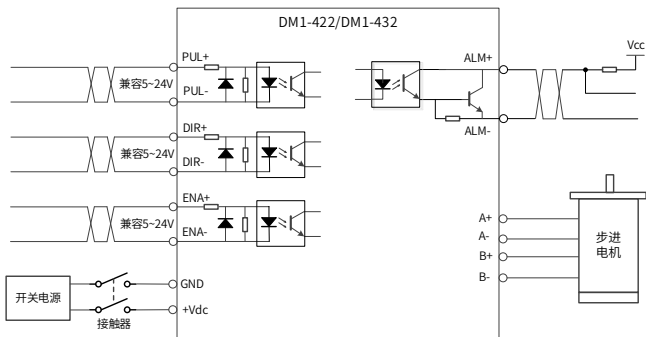 DM1-422/DM1-432
PUL+
兼容5~24V
PUL-
DIR+
兼容5~24V
DIR-
ENA+
兼容5~24V
ENA-
开关电源
接触器
GND
+Vdc
ALM+
Vcc
ALM-
A+
A-
B+
B-
步进
电机